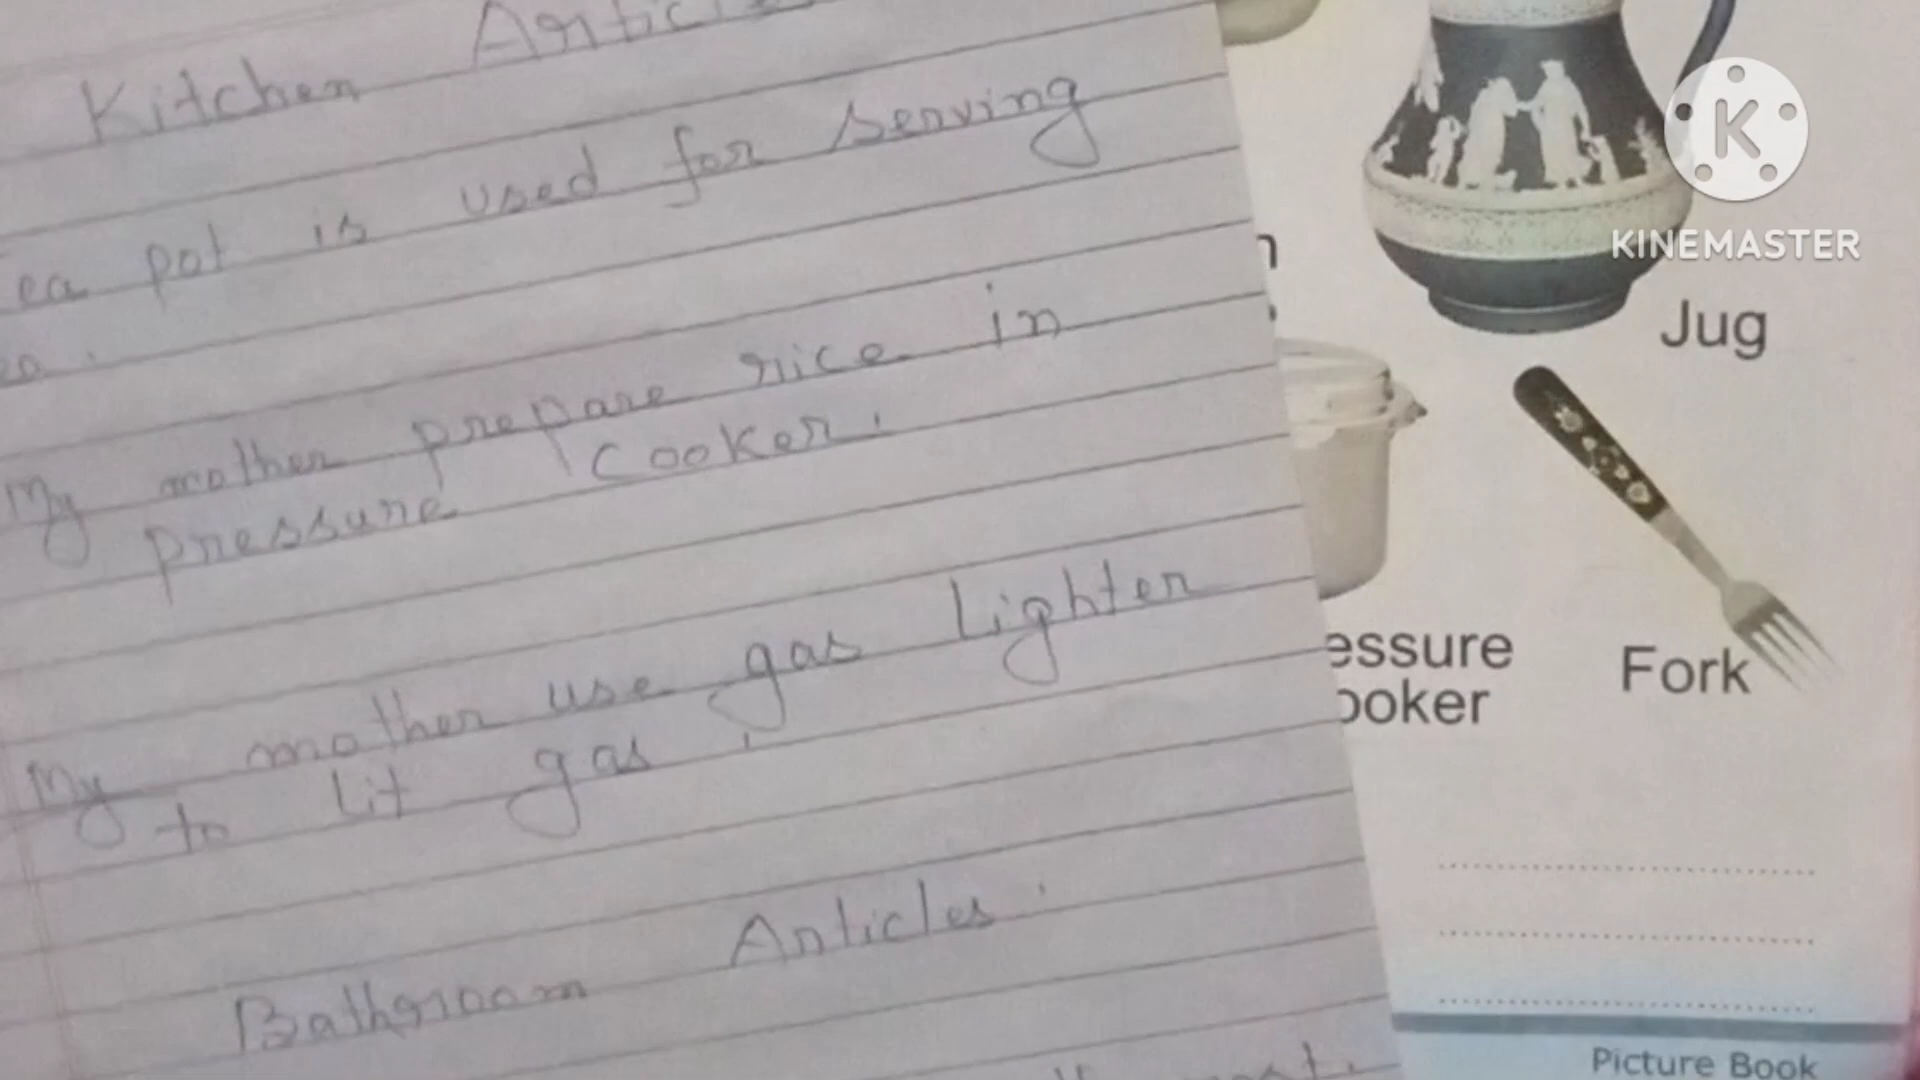 Kitchen Artic
ea pot is used for serving
ea.
My mother prepare rice in
pressure cooker.
My mother use gas lighter
to lit gas.
Bathroom Articles.
KINEMASTER
Jug
essure
ooker
Fork
Picture Book